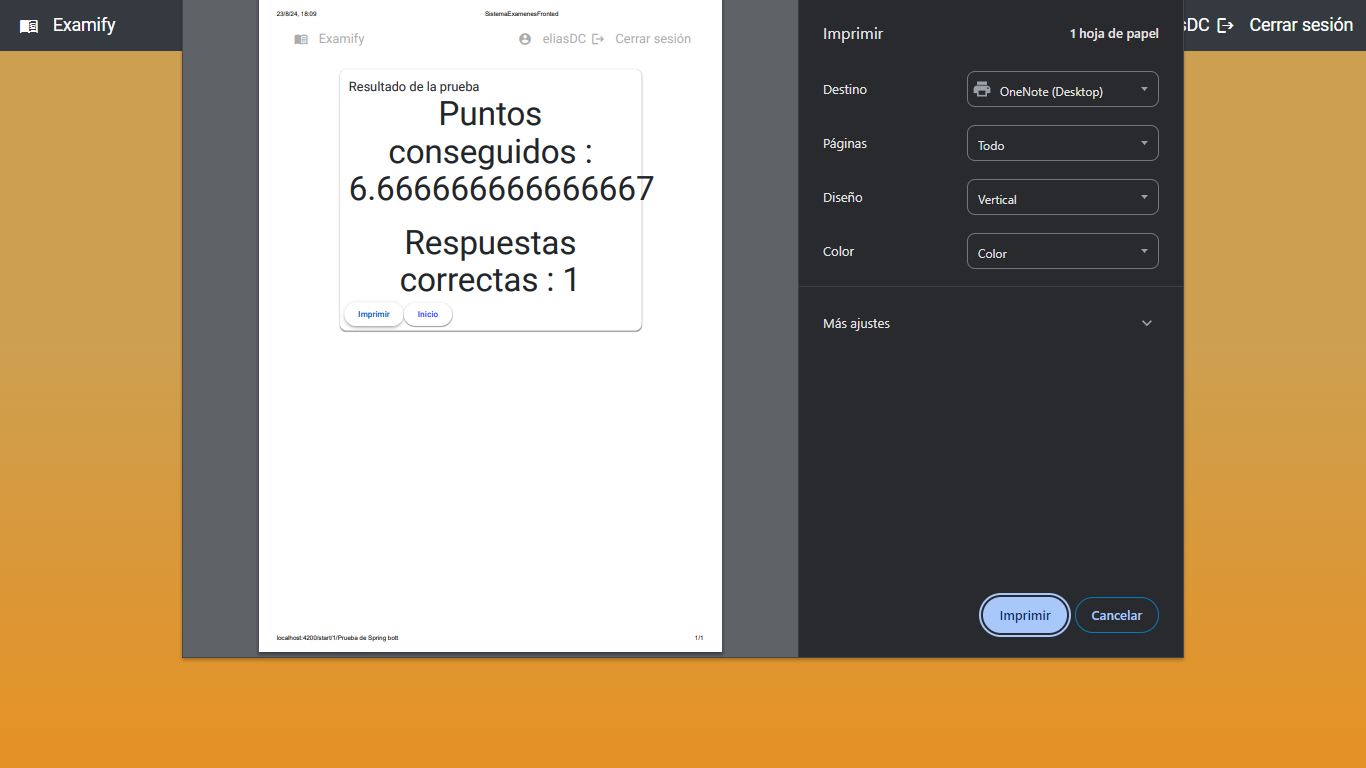 Examify
sDC
Cerrar sesión
23/8/24, 18:09
SistemaExamenesFronted
Examify
eliasDC
Cerrar sesión
Resultado de la prueba
Puntos
conseguidos :
6.666666666666667
Respuestas
correctas : 1
Imprimir
Inicio
localhost:4200/start/1/Prueba de Spring bott
1/1
Imprimir
1 hoja de papel
Destino
OneNote (Desktop)
Páginas
Todo
Diseño
Vertical
Color
Color
Más ajustes
Imprimir
Cancelar